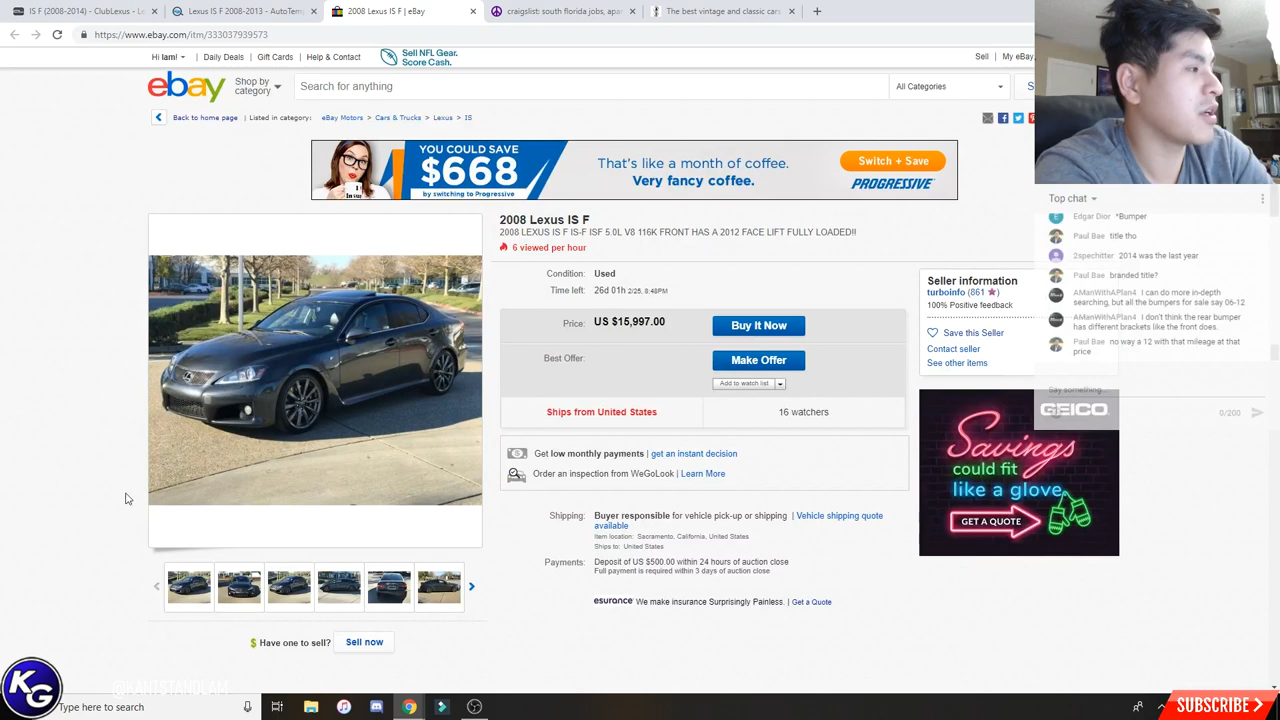 IS F (2008-2014) - ClubLexus - Le
Lexus IS F 2008-2013 - AutoTemp
2008 Lexus IS F | eBay
craigslist: south florida jobs, apar
The best vintage and classic cars
https://www.ebay.com/itm/333037939573
Hi Iam!
Daily Deals
Gift Cards
Help & Contact
Sell NFL Gear.
Score Cash.
Sell
My eBay
ebay
Shop by
category
Search for anything
All Categories
Back to home page
Listed in category:
eBay Motors > Cars & Trucks > Lexus > IS
YOU COULD SAVE
$668
by switching to Progressive
That's like a month of coffee.
Very fancy coffee.
Switch + Save
PROGRESSIVE
2008 Lexus IS F
2008 LEXUS IS F IS-F ISF 5.0L V8 116K FRONT HAS A 2012 FACE LIFT FULLY LOADED!!
6 viewed per hour
Condition: Used
Time left: 26d 01h 2/25, 8:48PM
Price: US $15,997.00
Buy It Now
Best Offer:
Make Offer
Add to watch list
Ships from United States
16 watchers
Get low monthly payments | get an instant decision
Order an inspection from WeGoLook | Learn More
Shipping: Buyer responsible for vehicle pick-up or shipping | Vehicle shipping quote
available
Item location: Sacramento, California, United States
Ships to: United States
Payments: Deposit of US $500.00 within 24 hours of auction close
Full payment is required within 3 days of auction close
esurance We make insurance Surprisingly Painless. | Get a Quote
Seller information
turboinfo (861 )
100% Positive feedback
Save this Seller
Contact seller
See other items
GEICO
Savings
could fit
like a glove
GET A QUOTE
Top chat
Edgar Dior *Bumper
Paul Bae title tho
2spechitter 2014 was the last year
Paul Bae branded title?
AManWithAPlan4 I can do more in-depth
searching, but all the bumpers for sale say 06-12
AManWithAPlan4 I don't think the rear bumper
has different brackets like the front does.
Paul Bae no way a 12 with that mileage at that
price
Say something...
0/200
Have one to sell? Sell now
KG
@KANTSTANDLAM
Type here to search
SUBSCRIBE